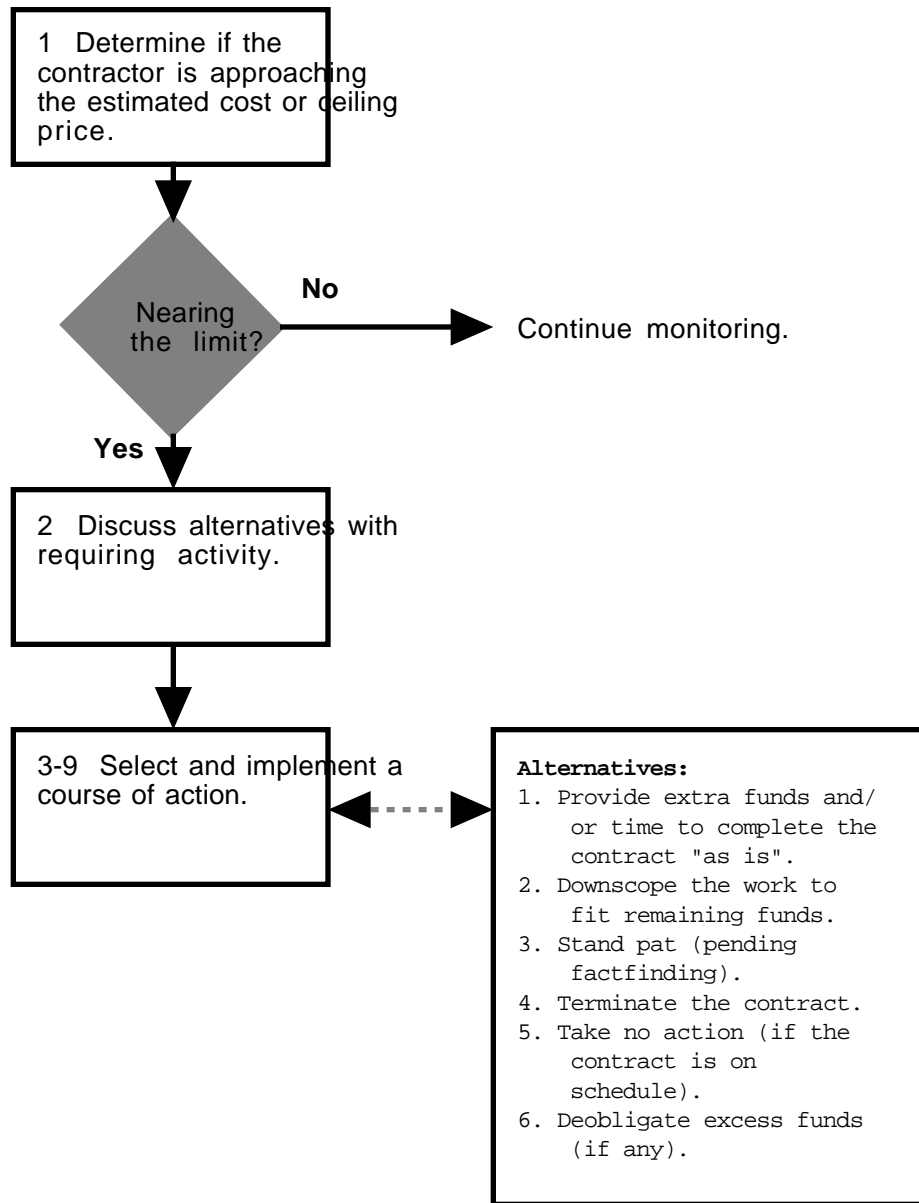 1 Determine if the
contractor is approaching
the estimated cost or ceiling
price.
Nearing
the limit?
No
Continue monitoring.
Yes
2 Discuss alternatives with
requiring activity.
3-9 Select and implement a
course of action.
Alternatives:
1. Provide extra funds and/
or time to complete the
contract "as is".
2. Downscope the work to
fit remaining funds.
3. Stand pat (pending
factfinding).
4. Terminate the contract.
5. Take no action (if the
contract is on
schedule).
6. Deobligate excess funds
(if any).